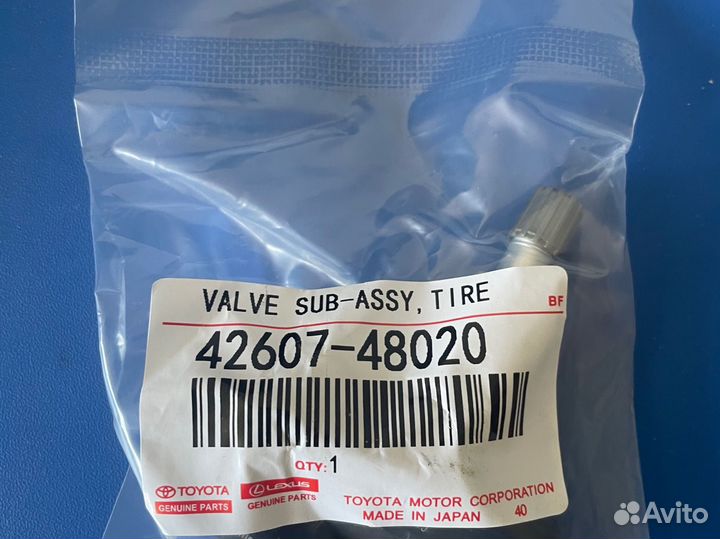 VALVE SUB-ASSY, TIRE
BF
42607-48020
QTY: 1
TOYOTA
GENUINE PARTS
LEXUS
GENUINE PARTS
TOYOTA MOTOR CORPORATION
MADE IN JAPAN 40
Avito